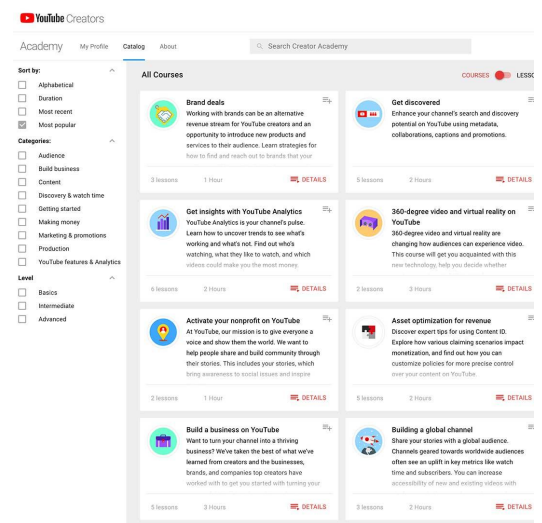 YouTube Creators
Academy My Profile Catalog About Search Creator Academy
Sort by:
Alphabetical
Duration
Most recent
Most popular
Categories:
Audience
Build business
Content
Discovery & watch time
Getting started
Making money
Marketing & promotions
Production
YouTube features & Analytics
Level
Basics
Intermediate
Advanced
All Courses COURSES LESSO
Brand deals
Working with brands can be an alternative
revenue stream for YouTube creators and an
opportunity to introduce new products and
services to their audience. Learn strategies for
how to find and reach out to brands that your
3 lessons 1 Hour DETAILS
Get discovered
Enhance your channel's search and discovery
potential on YouTube using metadata,
collaborations, captions and promotions.
5 lessons 2 Hours DETAILS
Get insights with YouTube Analytics
YouTube Analytics is your channel's pulse.
Learn how to uncover trends to see what's
working and what's not. Find out who's
watching, what they like to watch, and which
videos could make you the most money.
6 lessons 2 Hours DETAILS
360-degree video and virtual reality on
YouTube
360-degree video and virtual reality are
changing how audiences can experience video.
This course will get you acquainted with this
new technology, help you decide whether
2 lessons 3 Hours DETAILS
Activate your nonprofit on YouTube
At YouTube, our mission is to give everyone a
voice and show them the world. We want to
help people share and build community through
their stories. This includes your stories, which
bring awareness to social issues and inspire
2 lessons 1 Hour DETAILS
Asset optimization for revenue
Discover expert tips for using Content ID.
Explore how various claiming scenarios impact
monetization, and find out how you can
customize policies for more precise control
over your content on YouTube.
5 lessons 2 Hours DETAILS
Build a business on YouTube
Want to turn your channel into a thriving
business? We've taken the best of what we've
learned from creators and the businesses,
brands, and companies top creators have
worked with to get you started with turning your
5 lessons 3 Hours DETAILS
Building a global channel
Share your stories with a global audience.
Channels geared towards worldwide audiences
often see an uplift in key metrics like watch
time and subscribers. You can increase
accessibility of new and existing videos with
3 lessons 2 Hours DETAILS